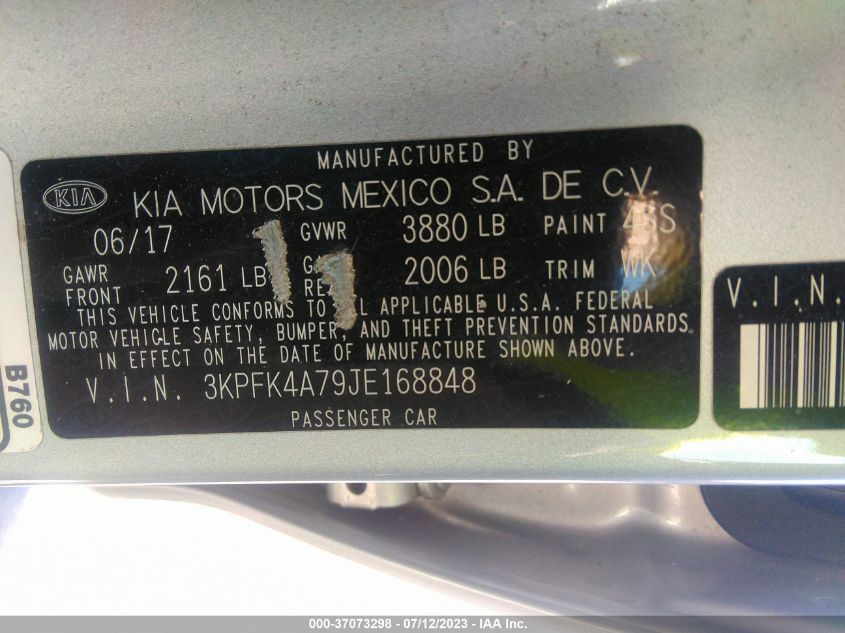 MANUFACTURED BY
KIA KIA MOTORS MEXICO S.A. DE C.V.
06/17 GVWR 3880 LB PAINT 4SS
GAWR FRONT 2161 LB 2006 LB TRIM WK
THIS VEHICLE CONFORMS TO APPLICABLE U.S.A. FEDERAL
MOTOR VEHICLE SAFETY, BUMPER, AND THEFT PREVENTION STANDARDS
IN EFFECT ON THE DATE OF MANUFACTURE SHOWN ABOVE.
V.I.N. 3KPFK4A79JE168848
PASSENGER CAR
B760
V.I.N.
000-37073298 - 07/12/2023 - IAA Inc.